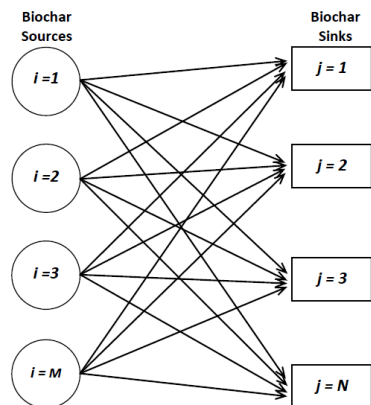 Biochar
Sources
Biochar
Sinks
i =1
j = 1
i =2
j = 2
i =3
j = 3
i = M
j = N